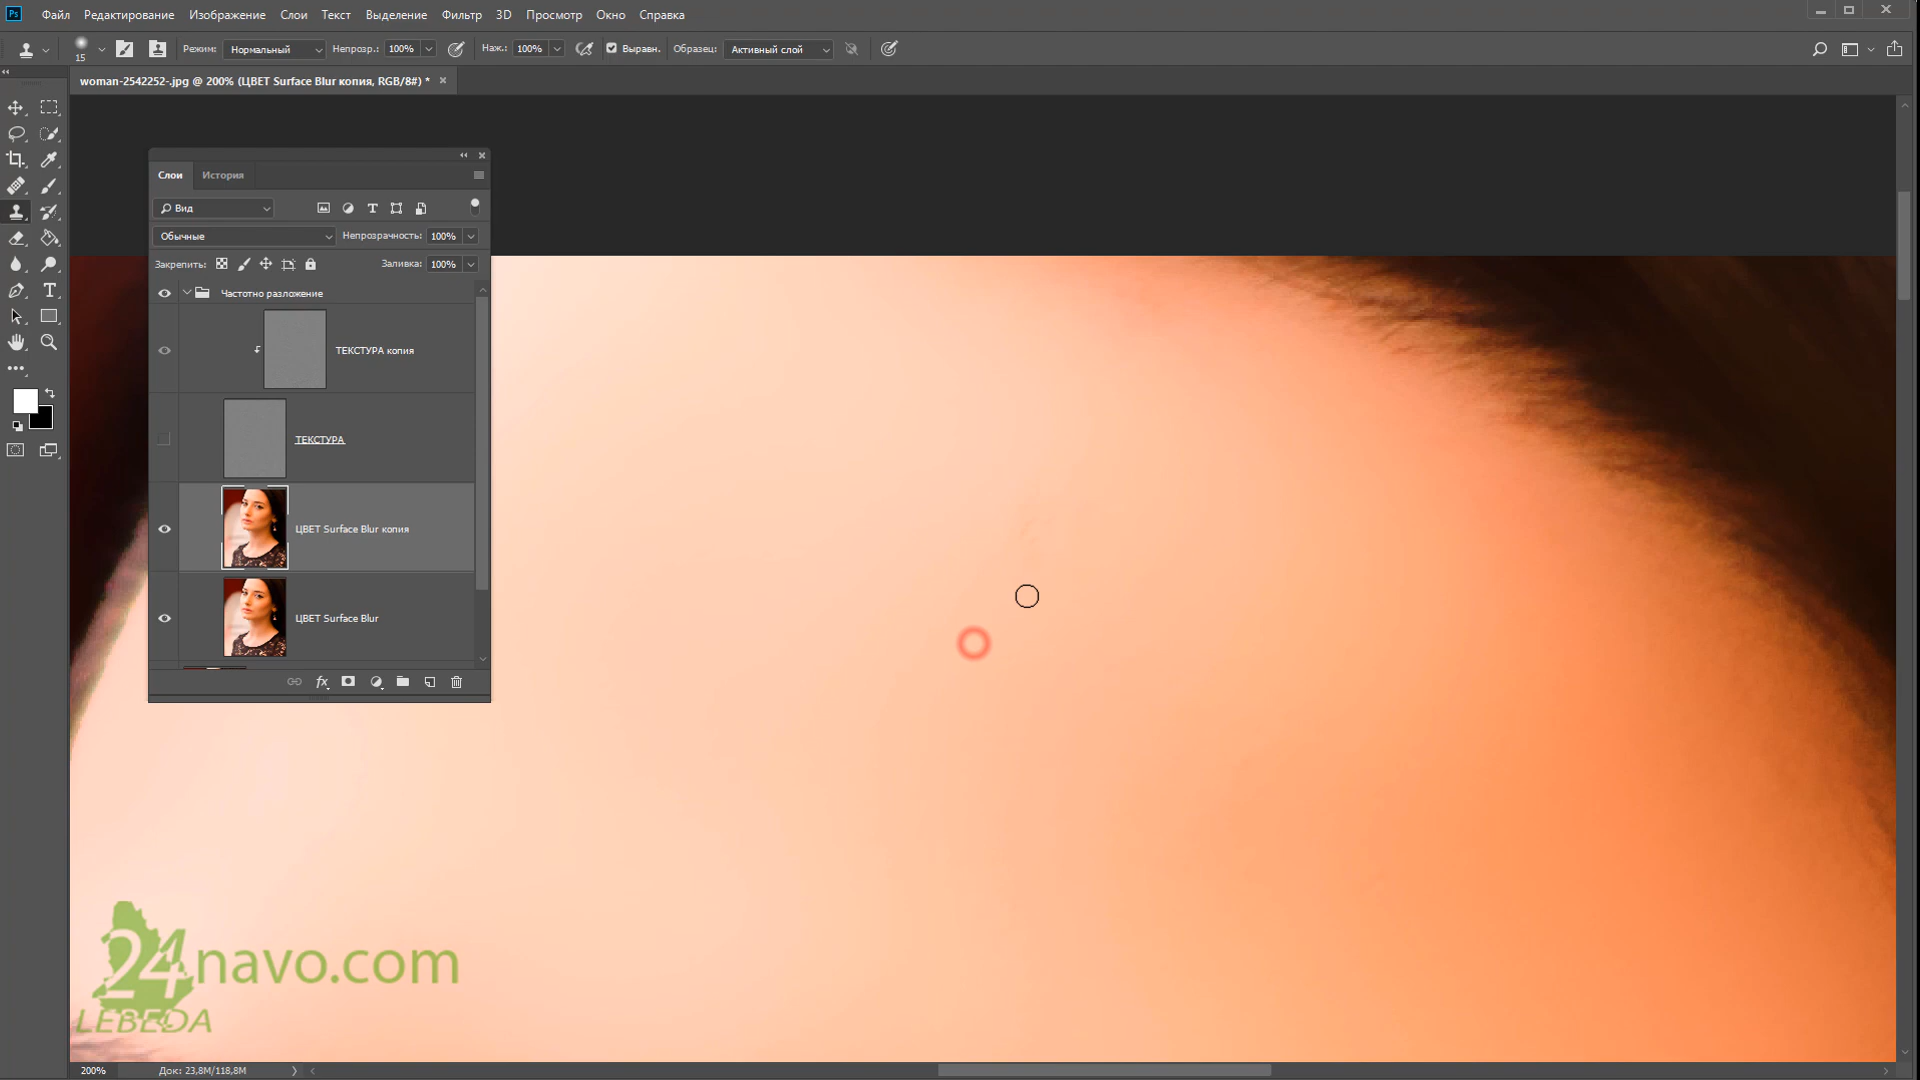 Ps Файл Редактирование Изображение Слои Текст Выделение Фильтр 3D Просмотр Окно Справка
15 Режим: Нормальный Непрозр.: 100% Наж.: 100% Выравн. Образец: Активный слой
woman-2542252-.jpg @ 200% (ЦВЕТ Surface Blur копия, RGB/8#) *
Слои История
Вид
Обычные Непрозрачность: 100%
Закрепить: Заливка: 100%
Частотно разложение
ТЕКСТУРА копия
ТЕКСТУРА
ЦВЕТ Surface Blur копия
ЦВЕТ Surface Blur
fx
24navo.com
LEBEDA
200% Док: 23,8M/118,8M